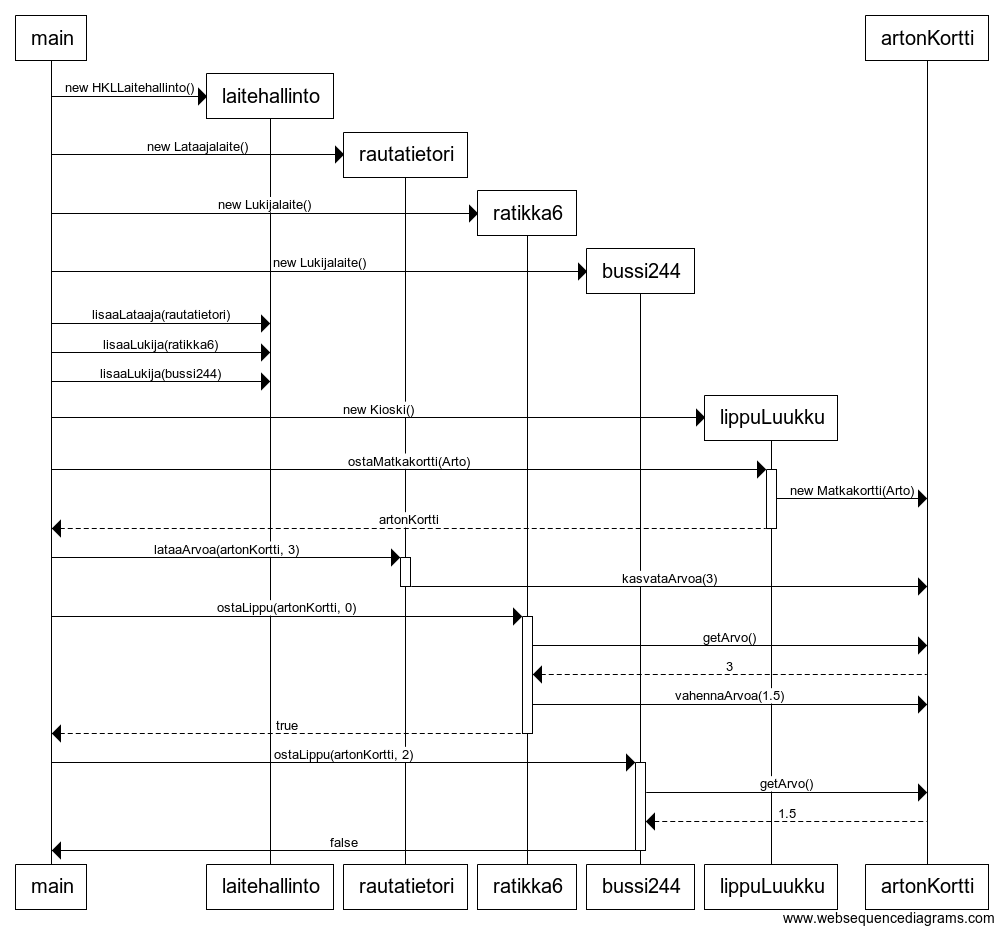 main
artonKortti
new HKLLaitehallinto()
laitehallinto
new Lataajalaite()
rautatietori
new Lukijalaite()
ratikka6
new Lukijalaite()
bussi244
lisaaLataaja(rautatietori)
lisaaLukija(ratikka6)
lisaaLukija(bussi244)
new Kioski()
lippuLuukku
ostaMatkakortti(Arto)
new Matkakortti(Arto)
artonKortti
lataaArvoa(artonKortti, 3)
kasvataArvoa(3)
ostaLippu(artonKortti, 0)
getArvo()
3
vahennaArvoa(1.5)
true
ostaLippu(artonKortti, 2)
getArvo()
1.5
false
main
laitehallinto
rautatietori
ratikka6
bussi244
lippuLuukku
artonKortti
www.websequencediagrams.com